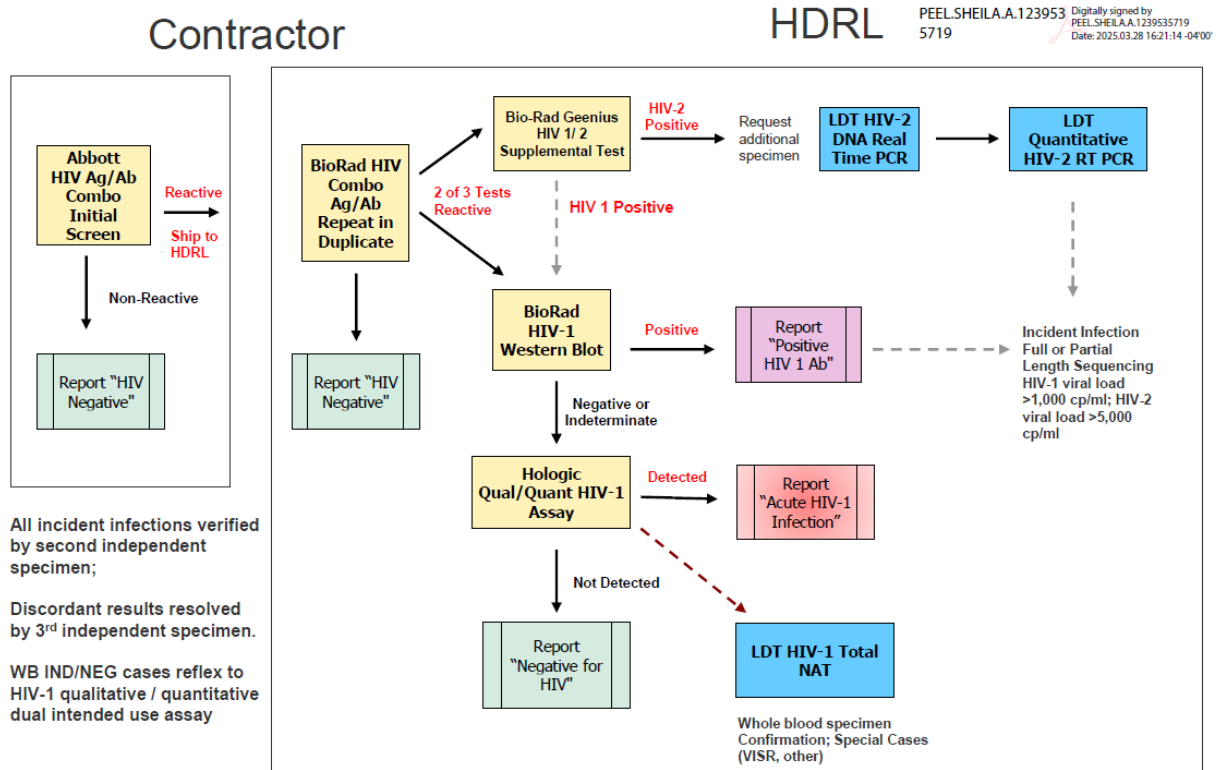 Contractor
HDRL
PEEL.SHEILA.A.123953
5719
Digitally signed by
PEEL.SHEILA.A.1239535719
Date: 2025.03.28 16:21:14 -04'00'
Abbott
HIV Ag/Ab
Combo
Initial
Screen
Reactive
Ship to
HDRL
Non-Reactive
Report "HIV
Negative"
BioRad HIV
Combo
Ag/Ab
Repeat in
Duplicate
2 of 3 Tests
Reactive
Report "HIV
Negative"
Bio-Rad Geenius
HIV 1/ 2
Supplemental Test
HIV-2
Positive
Request
additional
specimen
LDT HIV-2
DNA Real
Time PCR
LDT
Quantitative
HIV-2 RT PCR
HIV 1 Positive
BioRad
HIV-1
Western Blot
Positive
Report
"Positive
HIV 1 Ab"
Incident Infection
Full or Partial
Length Sequencing
HIV-1 viral load
>1,000 cp/ml; HIV-2
viral load >5,000
cp/ml
Negative or
Indeterminate
Hologic
Qual/Quant HIV-1
Assay
Detected
Report
"Acute HIV-1
Infection"
Not Detected
Report
"Negative for
HIV"
LDT HIV-1 Total
NAT
Whole blood specimen
Confirmation; Special Cases
(VISR, other)
All incident infections verified
by second independent
specimen;
Discordant results resolved
by 3rd independent specimen.
WB IND/NEG cases reflex to
HIV-1 qualitative / quantitative
dual intended use assay